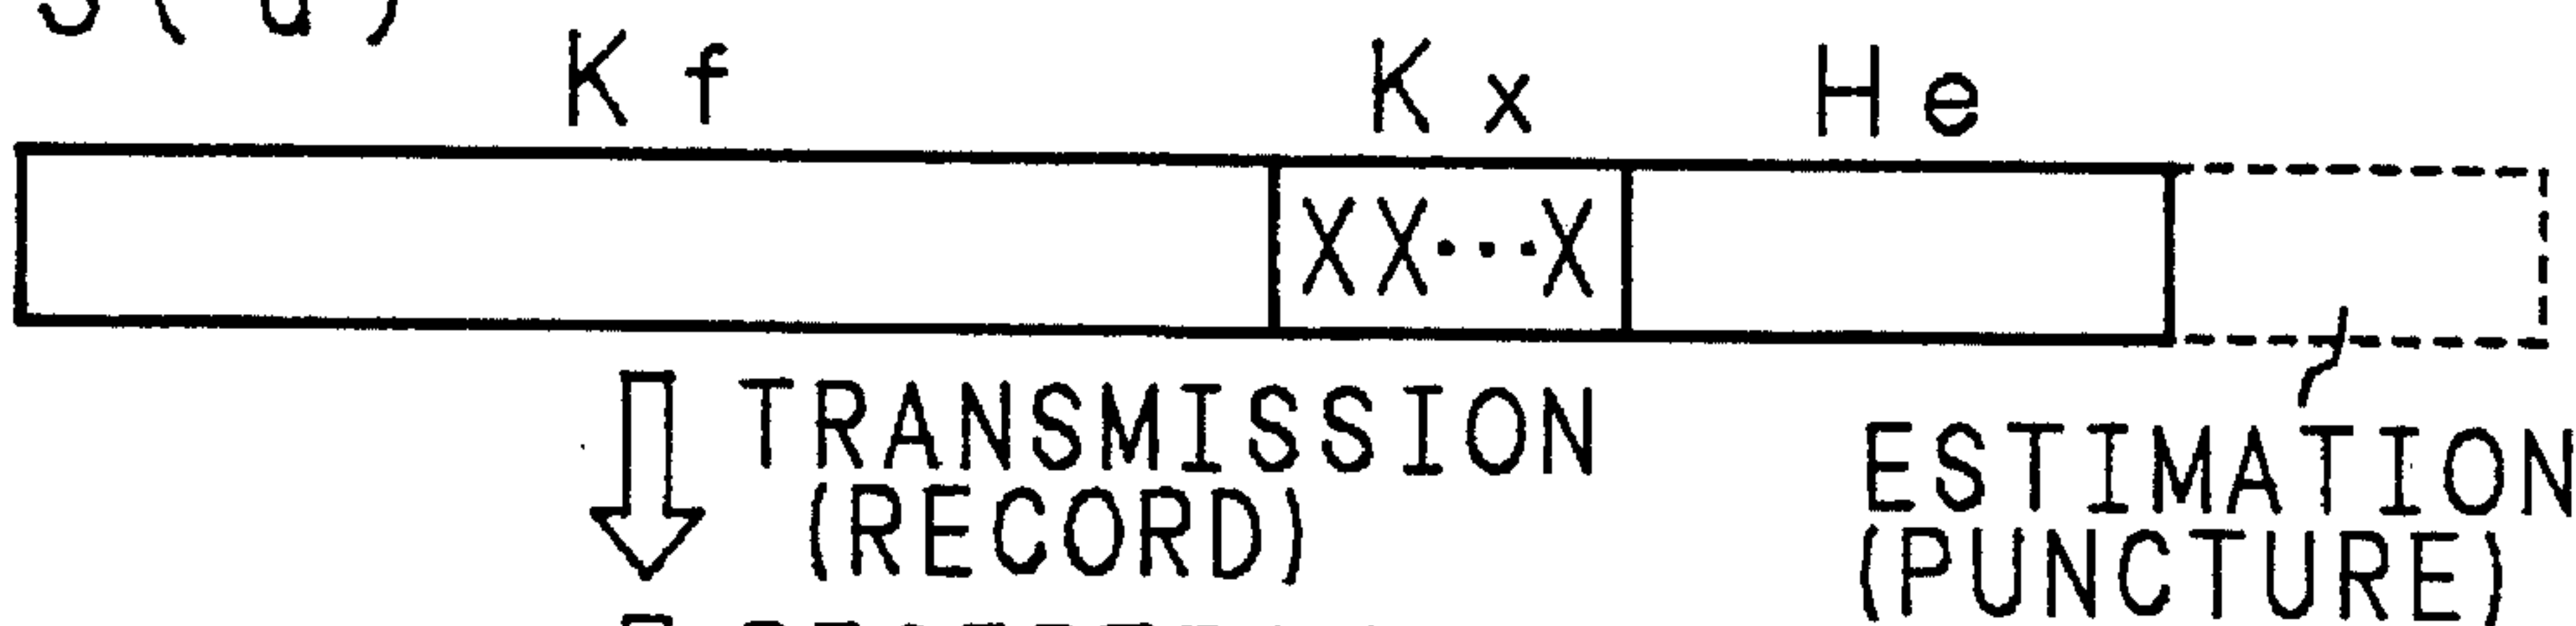 Kf Kx He
XX···X
TRANSMISSION
(RECORD)
ESTIMATION
(PUNCTURE)